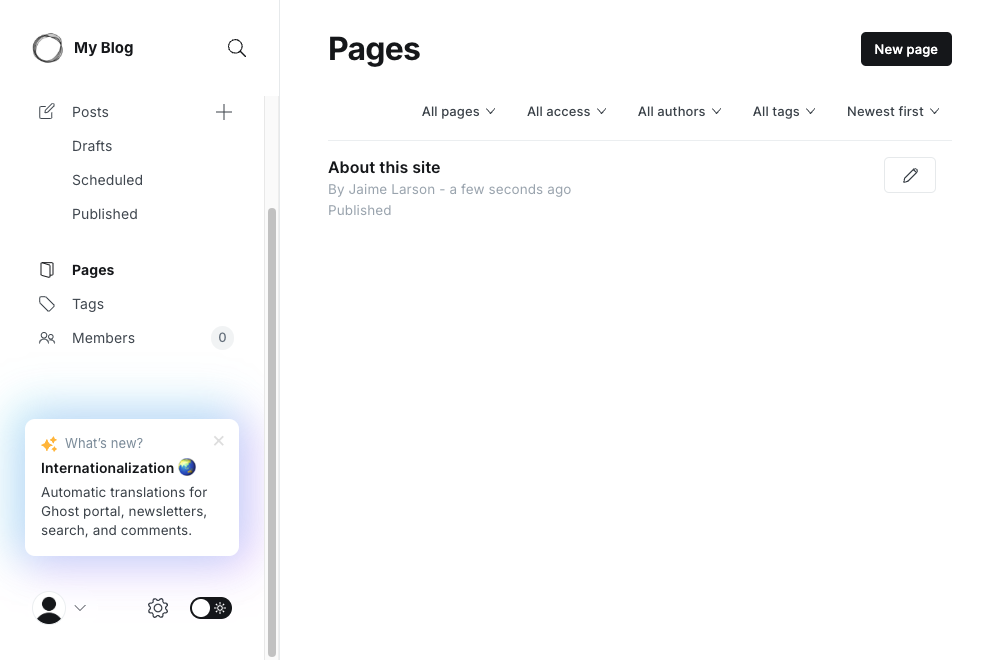 My Blog
Posts
Drafts
Scheduled
Published
Pages
Tags
Members
0
What's new?
Internationalization
Automatic translations for
Ghost portal, newsletters,
search, and comments.
Pages
New page
All pages
All access
All authors
All tags
Newest first
About this site
By Jaime Larson - a few seconds ago
Published